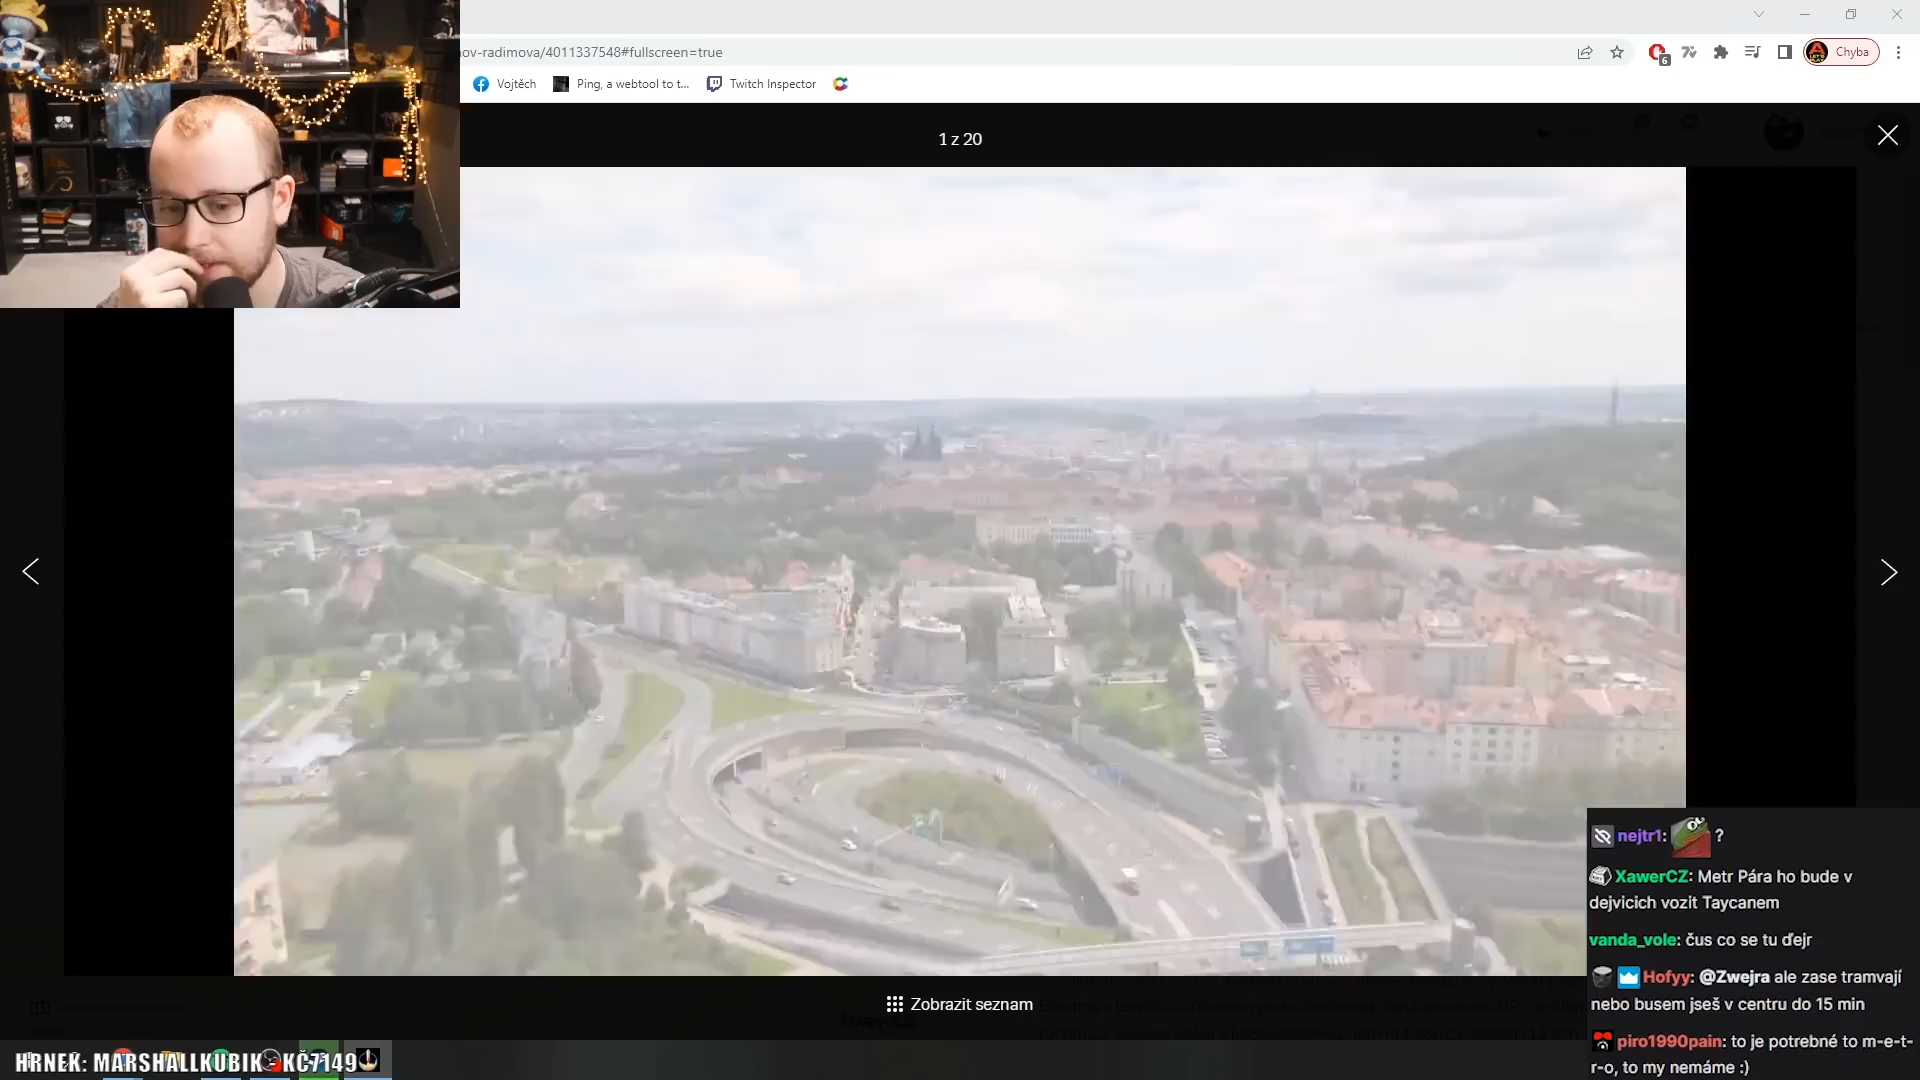 ov-radimova/4011337548#fullscreen=true
6
Chyba
Vojtěch
Ping, a webtool to t...
Twitch Inspector
1 z 20
Zobrazit seznam
nejtr1: ?
XawerCZ: Metr Pára ho bude v
dejvicich vozit Taycanem
vanda_vole: čus co se tu ďejr
Hofyy: @Zwejra ale zase tramvají
nebo busem jseš v centru do 15 min
piro1990pain: to je potrebné to m-e-t-
r-o, to my nemáme :)
HRNEK: MARSHALLKUBIK - KČ7149